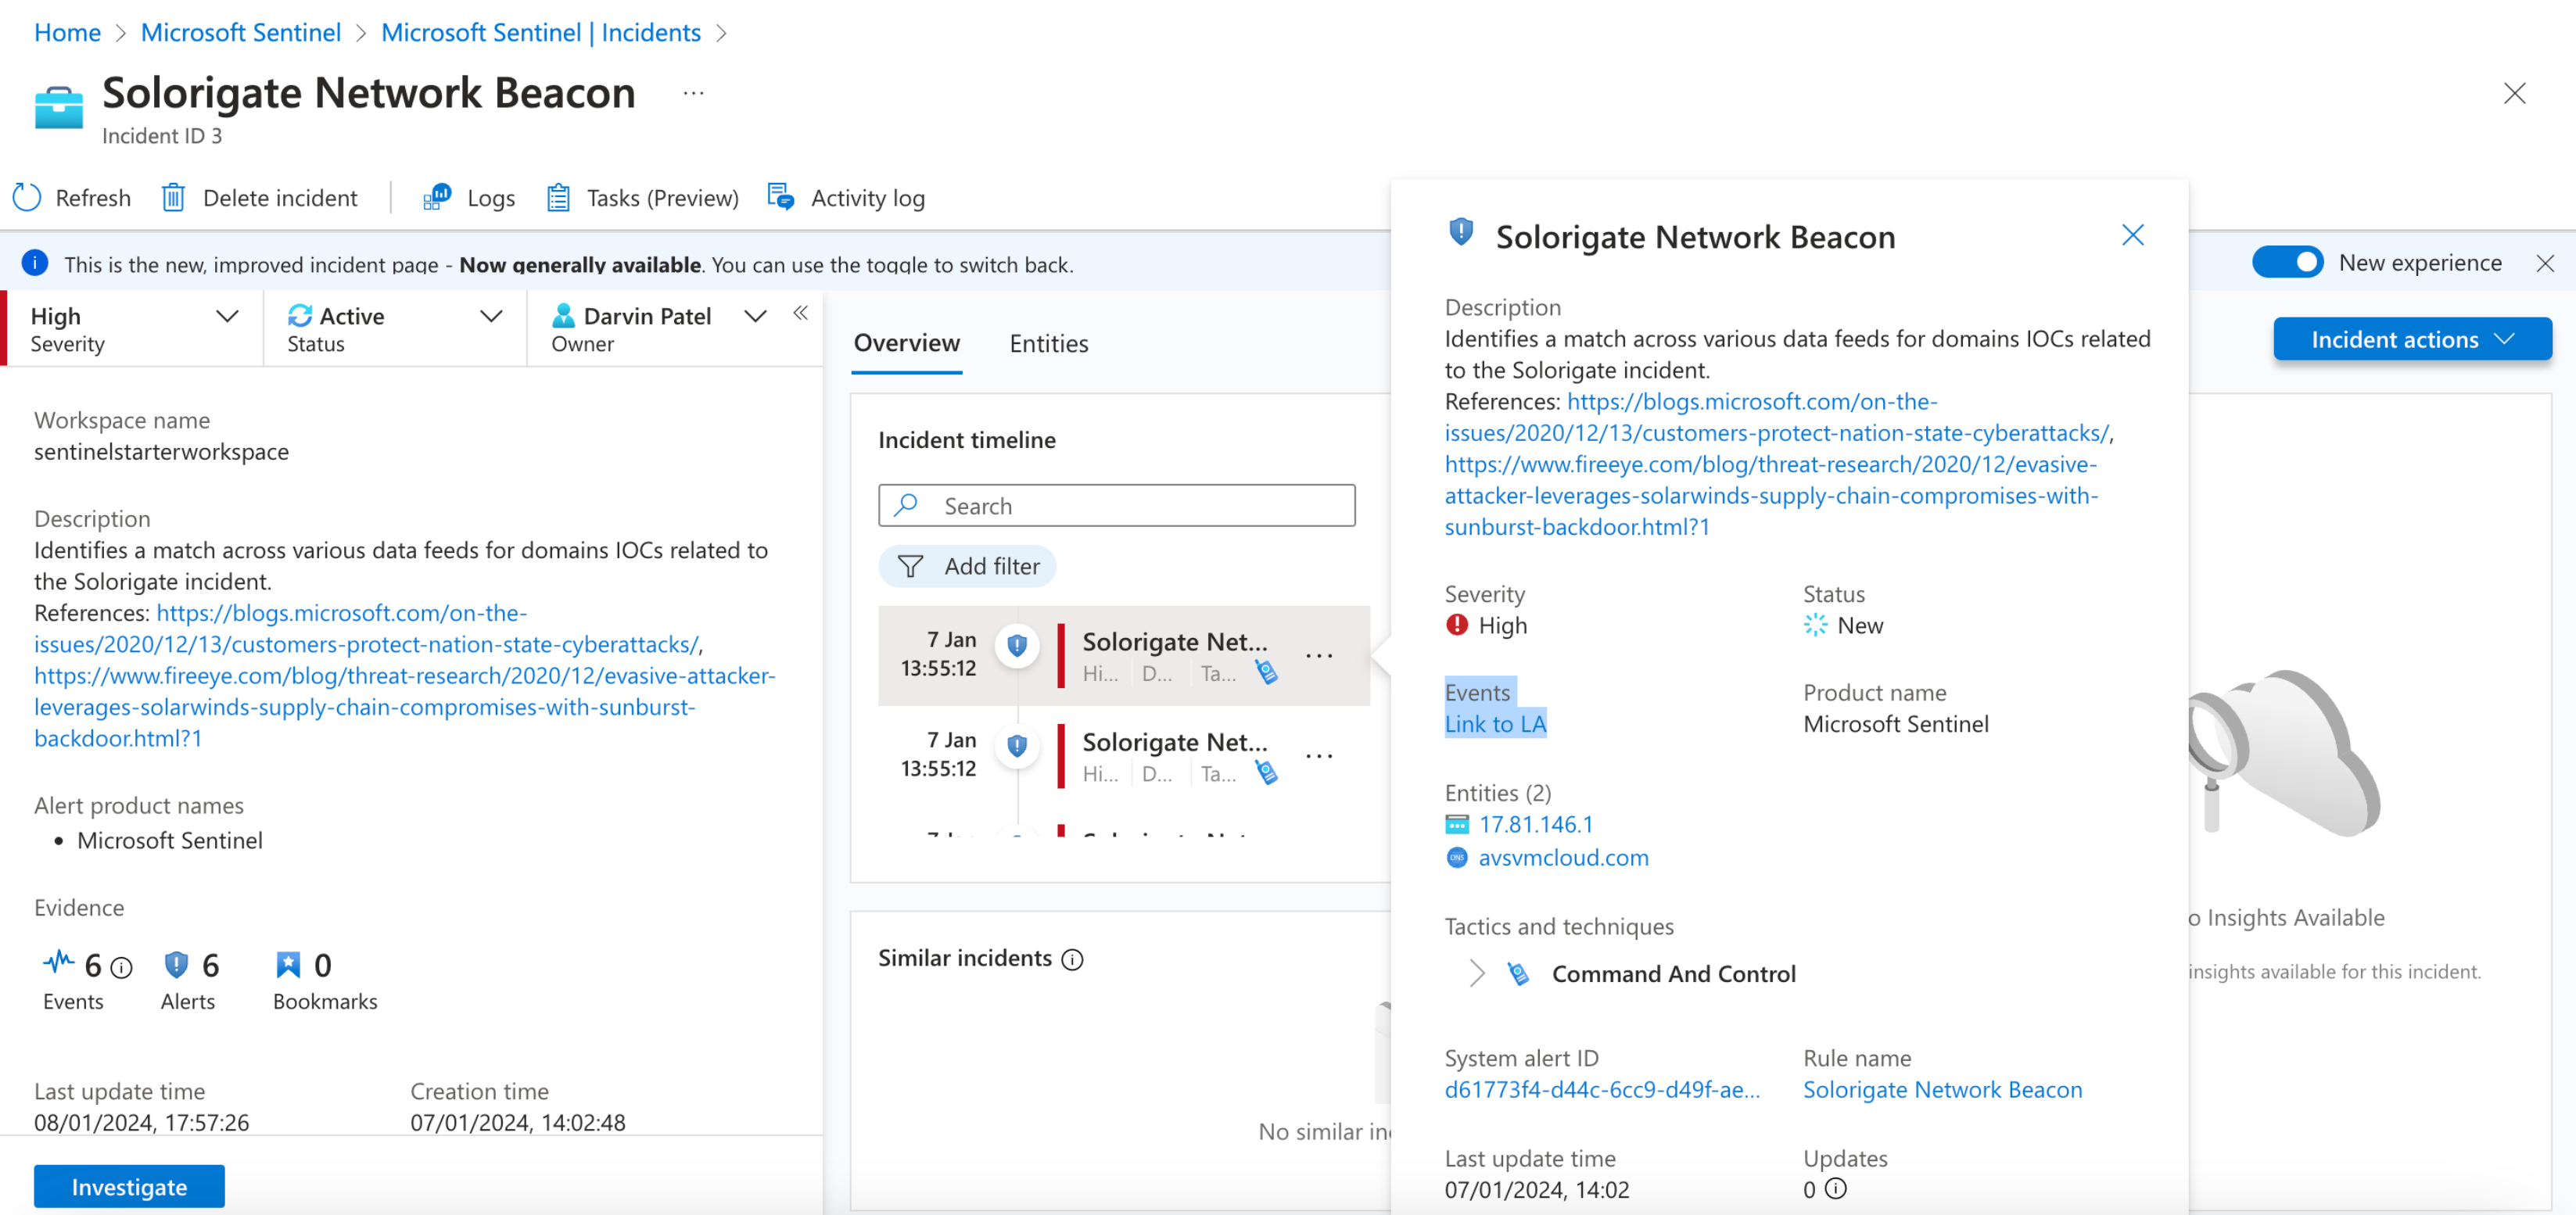 Home > Microsoft Sentinel > Microsoft Sentinel | Incidents >
Solorigate Network Beacon ...
Incident ID 3
Refresh Delete incident Logs Tasks (Preview) Activity log
This is the new, improved incident page - Now generally available. You can use the toggle to switch back.
New experience
High
Severity
Active
Status
Darvin Patel
Owner
Workspace name
sentinelstarterworkspace
Description
Identifies a match across various data feeds for domains IOCs related to
the Solorigate incident.
References: https://blogs.microsoft.com/on-the-
issues/2020/12/13/customers-protect-nation-state-cyberattacks/,
https://www.fireeye.com/blog/threat-research/2020/12/evasive-attacker-
leverages-solarwinds-supply-chain-compromises-with-sunburst-
backdoor.html?1
Alert product names
• Microsoft Sentinel
Evidence
6 6 0
Events Alerts Bookmarks
Last update time
08/01/2024, 17:57:26
Creation time
07/01/2024, 14:02:48
Investigate
Overview Entities
Incident timeline
Search
Add filter
7 Jan
13:55:12
Solorigate Net... ...
Hi... D... Ta...
7 Jan
13:55:12
Solorigate Net... ...
Hi... D... Ta...
Similar incidents
No similar in
Solorigate Network Beacon
Description
Identifies a match across various data feeds for domains IOCs related
to the Solorigate incident.
References: https://blogs.microsoft.com/on-the-
issues/2020/12/13/customers-protect-nation-state-cyberattacks/,
https://www.fireeye.com/blog/threat-research/2020/12/evasive-
attacker-leverages-solarwinds-supply-chain-compromises-with-
sunburst-backdoor.html?1
Severity
High
Status
New
Events
Link to LA
Product name
Microsoft Sentinel
Entities (2)
17.81.146.1
avsvmcloud.com
Tactics and techniques
Command And Control
System alert ID
d61773f4-d44c-6cc9-d49f-ae...
Rule name
Solorigate Network Beacon
Last update time
07/01/2024, 14:02
Updates
0
Incident actions
o Insights Available
insights available for this incident.